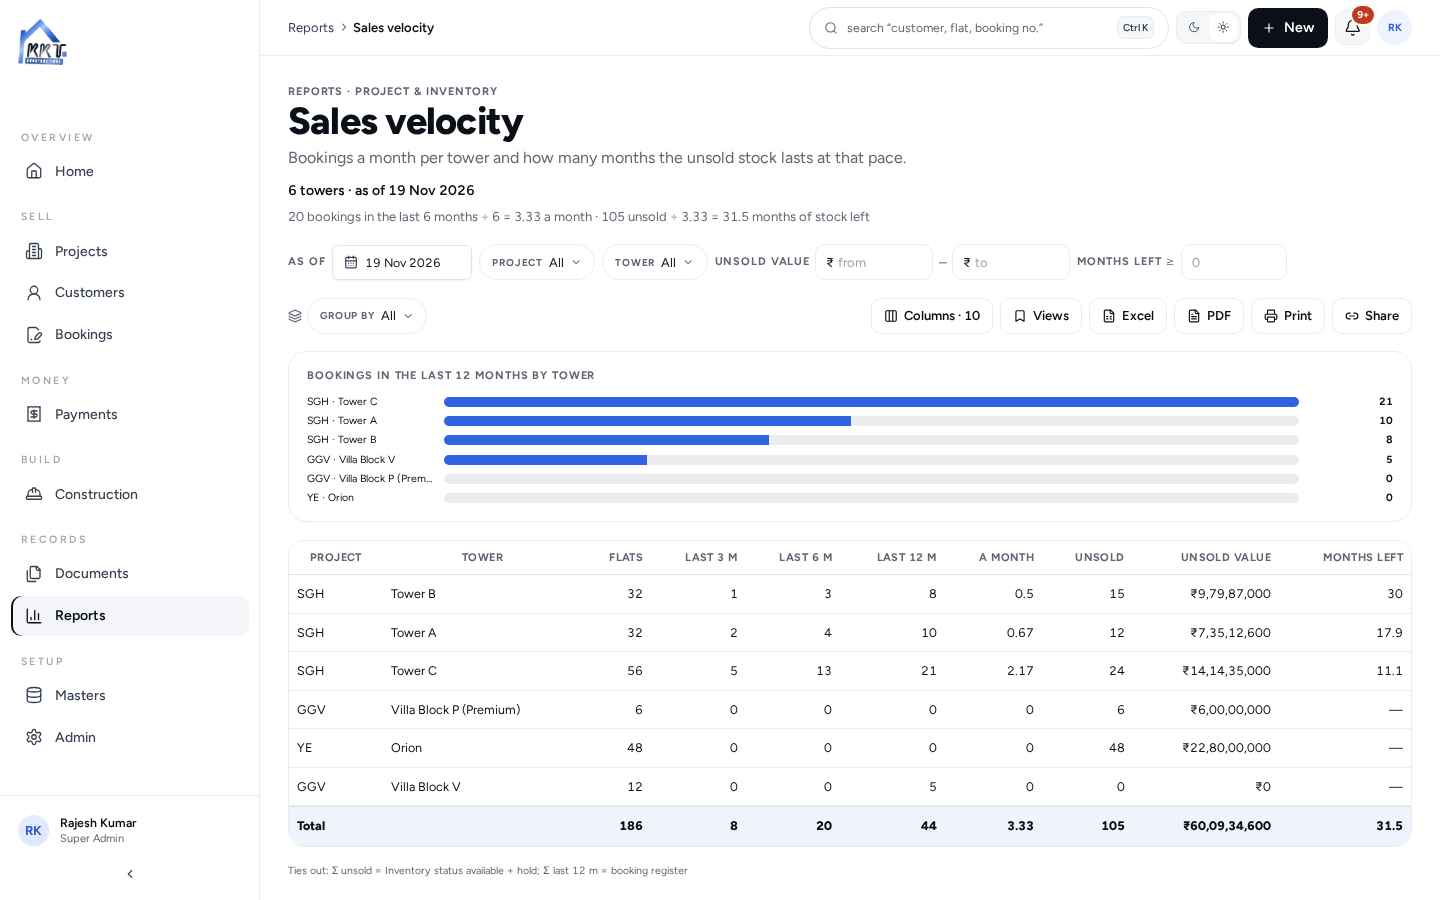 RKT
CONSTRUCTIONS
Reports > Sales velocity
search “customer, flat, booking no.”
Ctrl K
+ New
9+
RK
OVERVIEW
Home
SELL
Projects
Customers
Bookings
MONEY
Payments
BUILD
Construction
RECORDS
Documents
Reports
SETUP
Masters
Admin
RK
Rajesh Kumar
Super Admin
REPORTS · PROJECT & INVENTORY
Sales velocity
Bookings a month per tower and how many months the unsold stock lasts at that pace.
6 towers · as of 19 Nov 2026
20 bookings in the last 6 months ÷ 6 = 3.33 a month · 105 unsold ÷ 3.33 = 31.5 months of stock left
AS OF 19 Nov 2026 PROJECT All TOWER All UNSOLD VALUE ₹ from – ₹ to MONTHS LEFT ≥ 0
GROUP BY All Columns · 10 Views Excel PDF Print Share
BOOKINGS IN THE LAST 12 MONTHS BY TOWER
SGH · Tower C 21
SGH · Tower A 10
SGH · Tower B 8
GGV · Villa Block V 5
GGV · Villa Block P (Prem... 0
YE · Orion 0
PROJECT TOWER FLATS LAST 3 M LAST 6 M LAST 12 M A MONTH UNSOLD UNSOLD VALUE MONTHS LEFT
SGH Tower B 32 1 3 8 0.5 15 ₹9,79,87,000 30
SGH Tower A 32 2 4 10 0.67 12 ₹7,35,12,600 17.9
SGH Tower C 56 5 13 21 2.17 24 ₹14,14,35,000 11.1
GGV Villa Block P (Premium) 6 0 0 0 0 6 ₹6,00,00,000 —
YE Orion 48 0 0 0 0 48 ₹22,80,00,000 —
GGV Villa Block V 12 0 0 5 0 0 ₹0 —
Total 186 8 20 44 3.33 105 ₹60,09,34,600 31.5
Ties out: Σ unsold = Inventory status available + hold; Σ last 12 m = booking register